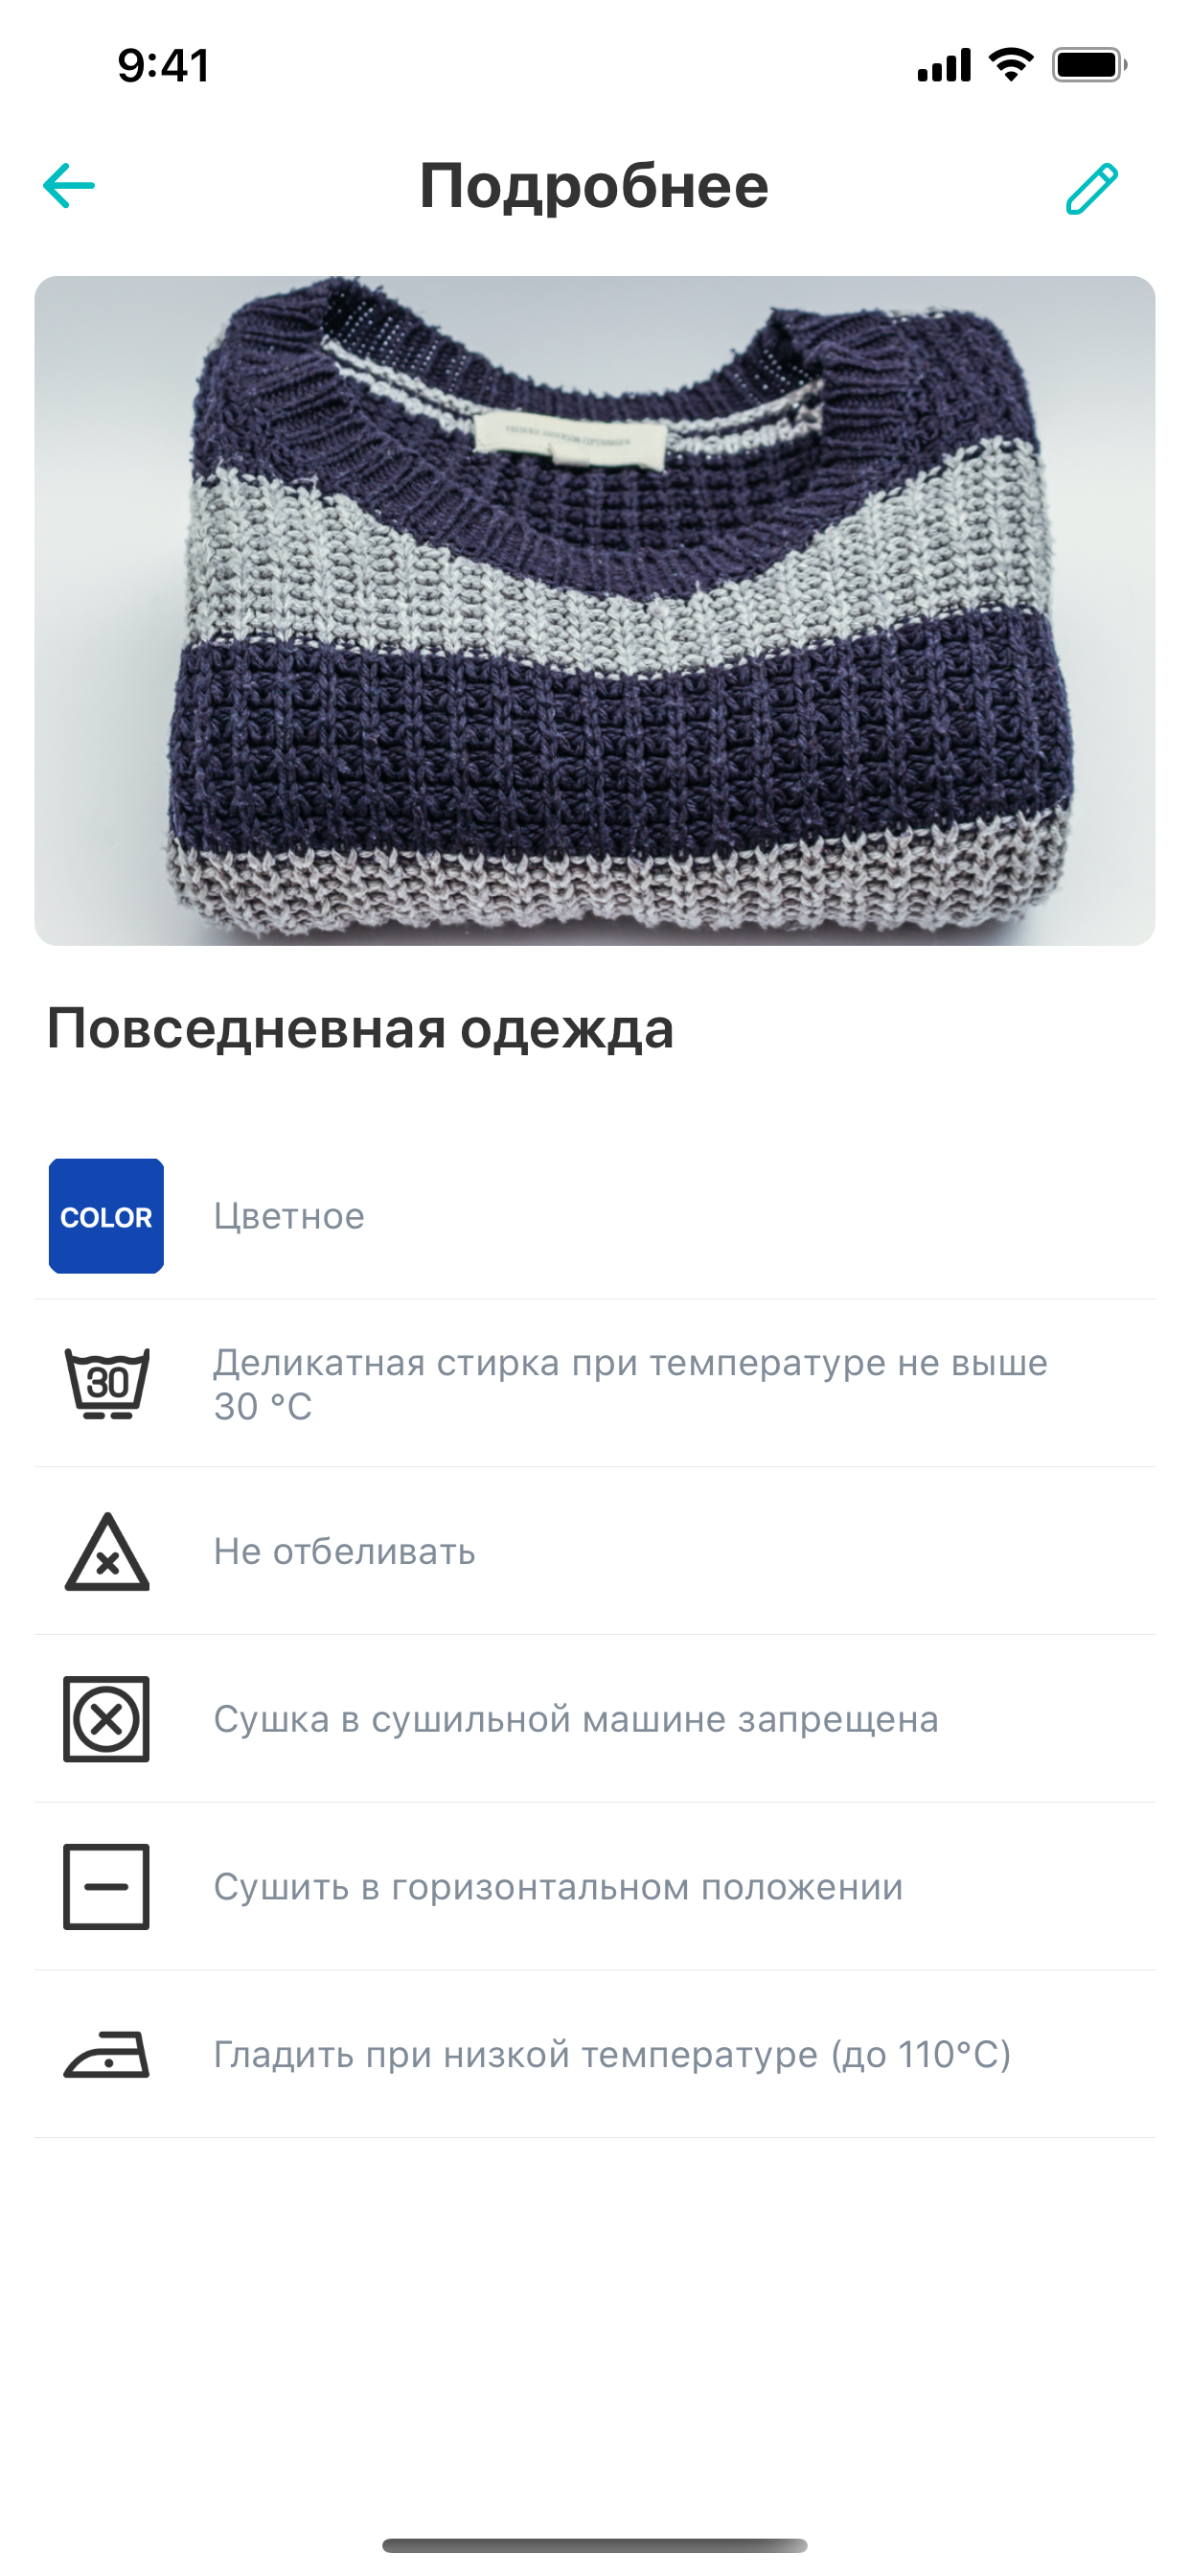 9:41
Подробнее
Повседневная одежда
COLOR
Цветное
30
Деликатная стирка при температуре не выше
30 °C
Не отбеливать
Сушка в сушильной машине запрещена
Сушить в горизонтальном положении
Гладить при низкой температуре (до 110°C)